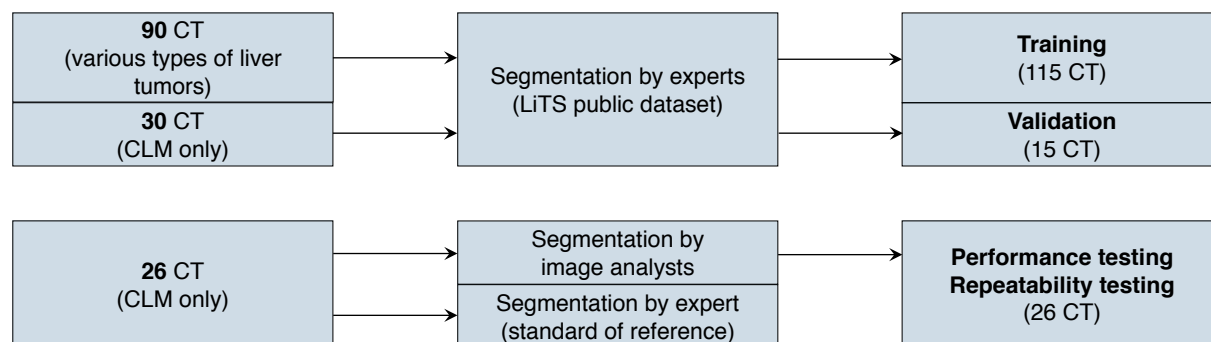 90 CT
(various types of liver
tumors)
30 CT
(CLM only)
Segmentation by experts
(LiTS public dataset)
Training
(115 CT)
Validation
(15 CT)
26 CT
(CLM only)
Segmentation by
image analysts
Segmentation by expert
(standard of reference)
Performance testing
Repeatability testing
(26 CT)